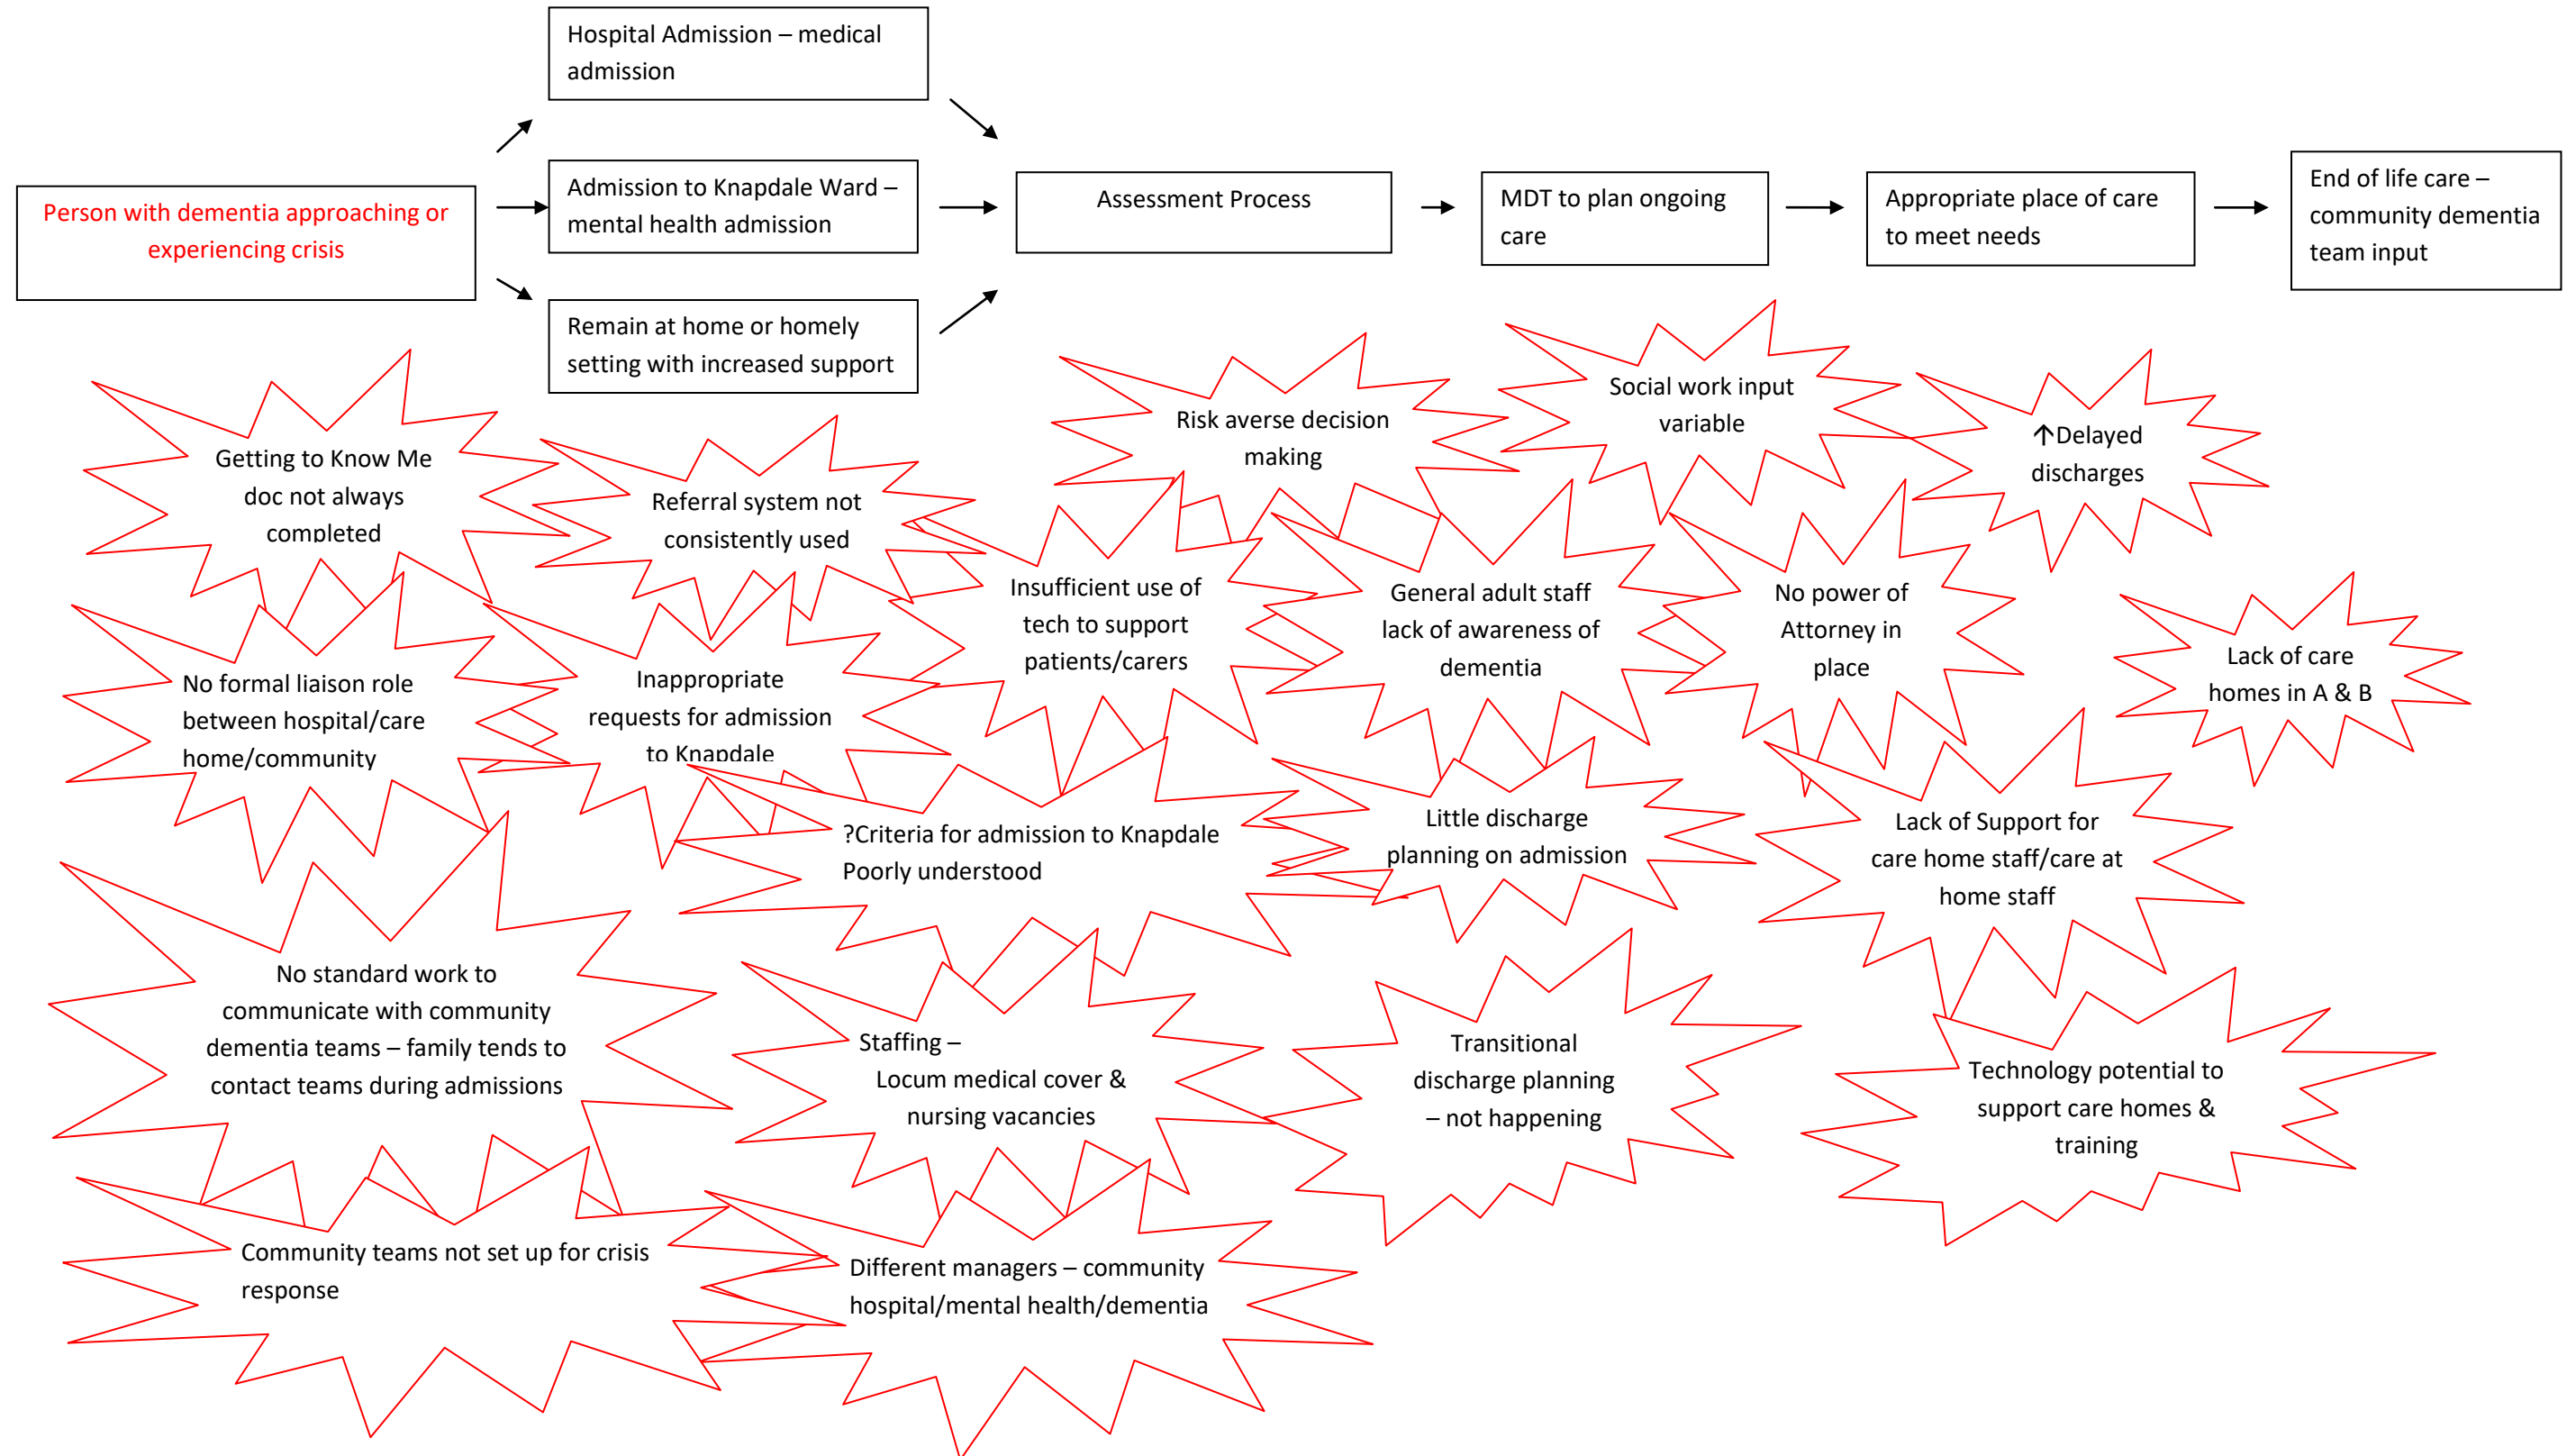 Hospital Admission – medical
admission
Person with dementia approaching or
experiencing crisis
Admission to Knapdale Ward –
mental health admission
Remain at home or homely
setting with increased support
Assessment Process
MDT to plan ongoing
care
Appropriate place of care
to meet needs
End of life care –
community dementia
team input
Getting to Know Me
doc not always
completed
Referral system not
consistently used
Risk averse decision
making
Social work input
variable
↑Delayed
discharges
No formal liaison role
between hospital/care
home/community
Inappropriate
requests for admission
to Knapdale
Insufficient use of
tech to support
patients/carers
General adult staff
lack of awareness of
dementia
No power of
Attorney in
place
Lack of care
homes in A & B
?Criteria for admission to Knapdale
Poorly understood
Little discharge
planning on admission
Lack of Support for
care home staff/care at
home staff
No standard work to
communicate with community
dementia teams – family tends to
contact teams during admissions
Staffing –
Locum medical cover &
nursing vacancies
Transitional
discharge planning
– not happening
Technology potential to
support care homes &
training
Community teams not set up for crisis
response
Different managers – community
hospital/mental health/dementia